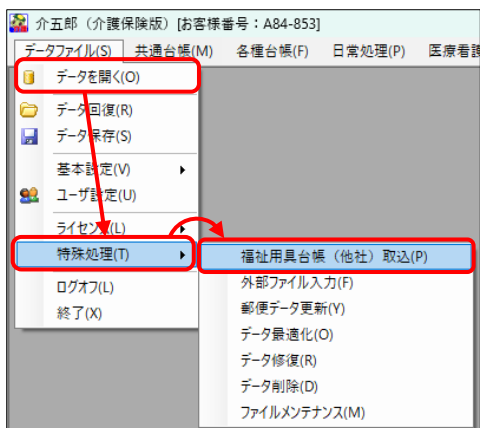 介五郎（介護保険版）[お客様番号：A84-853]
データファイル(S) 共通台帳(M) 各種台帳(F) 日常処理(P) 医療看護
データを開く(O)
データ回復(R)
データ保存(S)
基本設定(V)
ユーザ設定(U)
ライセンス(L)
特殊処理(T)
ログオフ(L)
終了(X)
福祉用具台帳（他社）取込(P)
外部ファイル入力(F)
郵便データ更新(Y)
データ最適化(O)
データ修復(R)
データ削除(D)
ファイルメンテナンス(M)